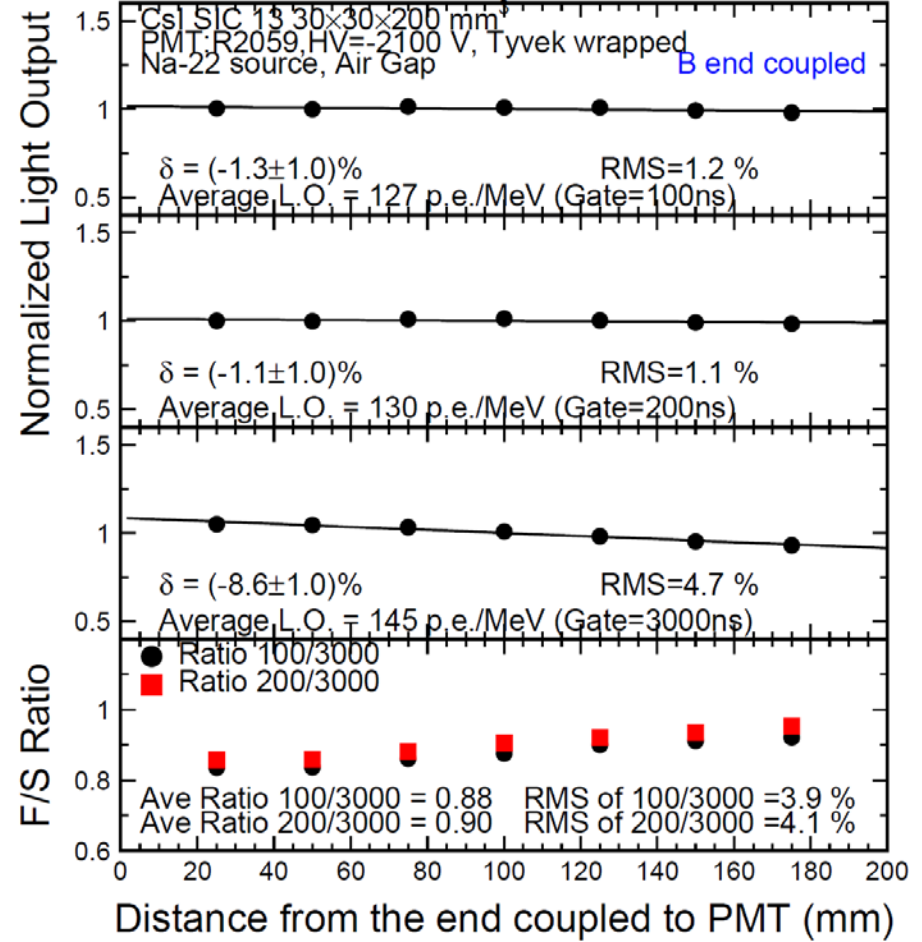 CsI SIC 13 30×30×200 mm³
PMT:R2059,HV=-2100 V, Tyvek wrapped
Na-22 source, Air Gap
B end coupled
Normalized Light Output
1.5
1
0.5
δ = (-1.3±1.0)% RMS=1.2 %
Average L.O. = 127 p.e./MeV (Gate=100ns)
1.5
1
0.5
δ = (-1.1±1.0)% RMS=1.1 %
Average L.O. = 130 p.e./MeV (Gate=200ns)
1.5
1
0.5
δ = (-8.6±1.0)% RMS=4.7 %
Average L.O. = 145 p.e./MeV (Gate=3000ns)
F/S Ratio
Ratio 100/3000
Ratio 200/3000
1
0.8
0.6
Ave Ratio 100/3000 = 0.88 RMS of 100/3000 =3.9 %
Ave Ratio 200/3000 = 0.90 RMS of 200/3000 =4.1 %
0 20 40 60 80 100 120 140 160 180 200
Distance from the end coupled to PMT (mm)